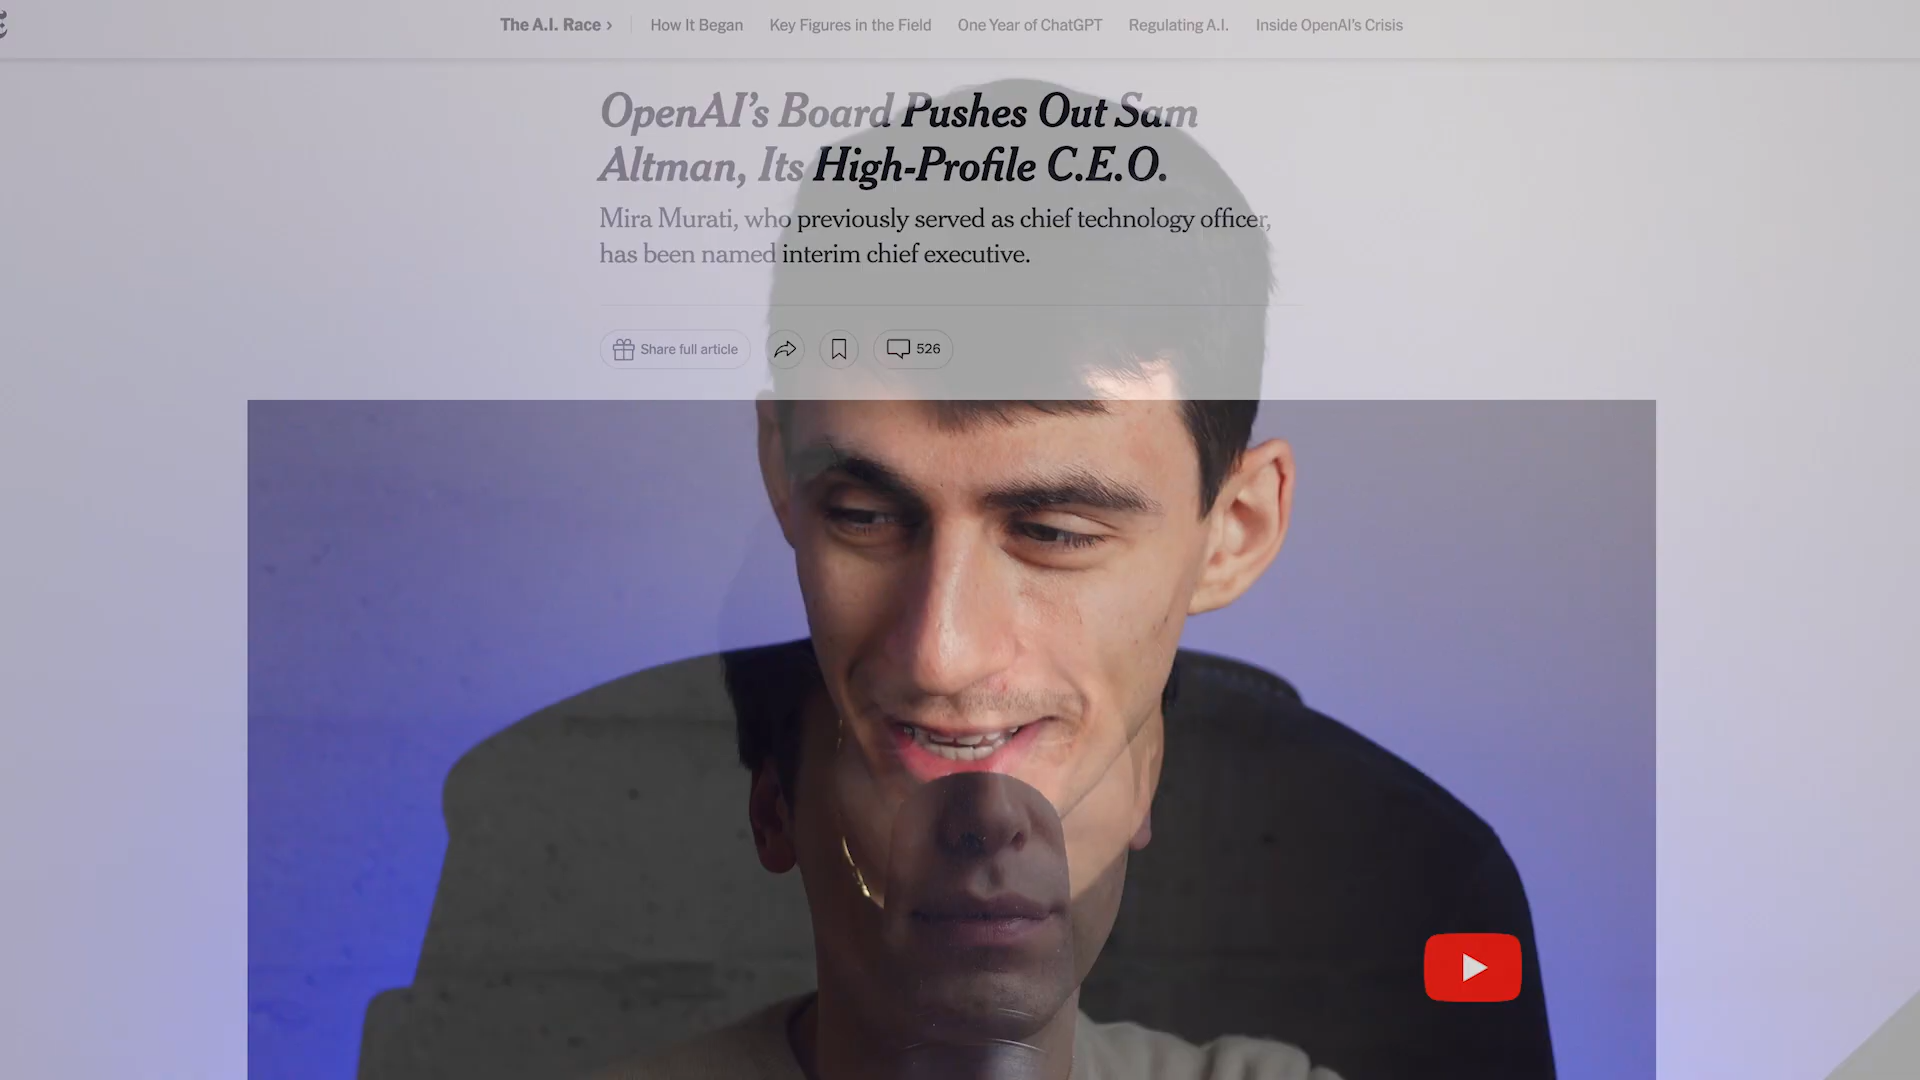 The A.I. Race ›
How It Began
Key Figures in the Field
One Year of ChatGPT
Regulating A.I.
Inside OpenAI's Crisis
OpenAI’s Board Pushes Out Sam
Altman, Its High-Profile C.E.O.
Mira Murati, who previously served as chief technology officer,
has been named interim chief executive.
Share full article
526